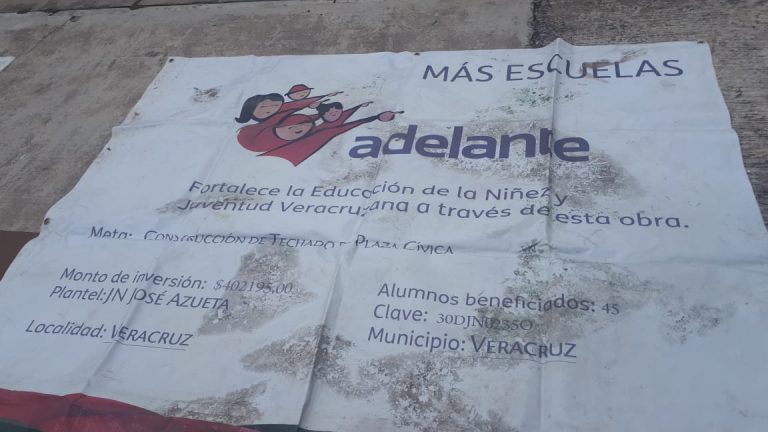 MÁS ESCUELAS
adelante
Fortalece la Educación de la Niñez y
Juventud Veracruzana a través de esta obra.
Meta: CONSTRUCCIÓN DE TECHADO PLAZA CÍVICA
Monto de inversión: $402195.00
Plantel: JN JOSÉ AZUETA
Localidad: VERACRUZ
Alumnos beneficiados: 45
Clave: 30DJN0235O
Municipio: VERACRUZ